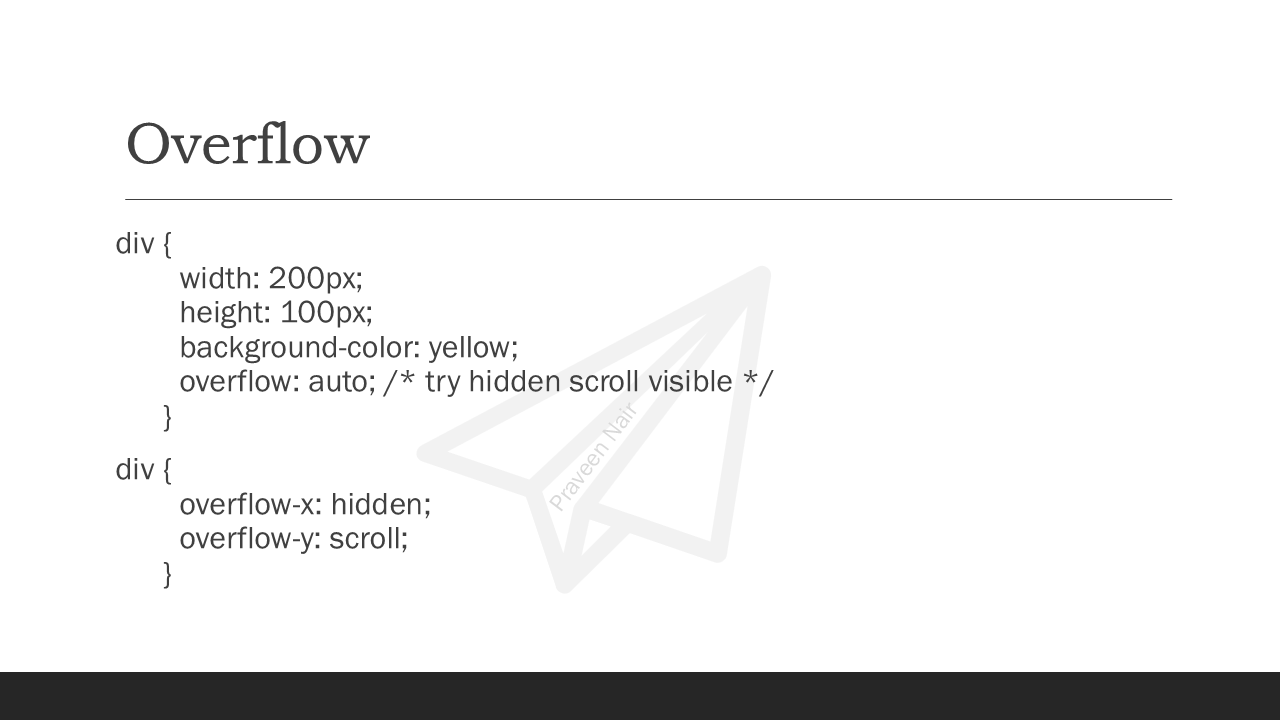 Overflow
div {
width: 200px;
height: 100px;
background-color: yellow;
overflow: auto; /* try hidden scroll visible */
}
div {
overflow-x: hidden;
overflow-y: scroll;
}
Praveen Nair